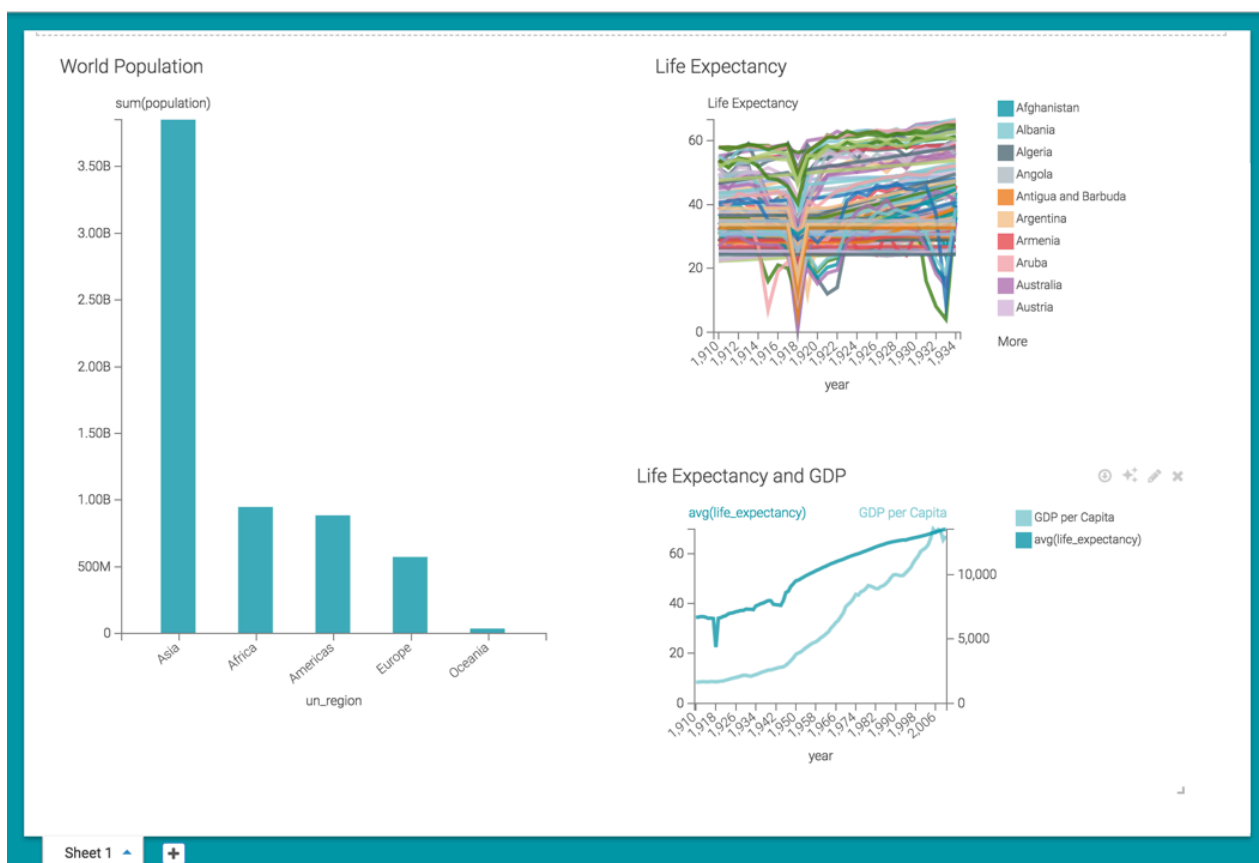 World Population
sum(population)
3.50B
3.00B
2.50B
2.00B
1.50B
1.00B
500M
0
Asia
Africa
Americas
Europe
Oceania
un_region
Life Expectancy
Life Expectancy
60
40
20
0
1,910
1,912
1,914
1,916
1,918
1,920
1,922
1,924
1,926
1,928
1,930
1,932
1,934
year
Afghanistan
Albania
Algeria
Angola
Antigua and Barbuda
Argentina
Armenia
Aruba
Australia
Austria
More
Life Expectancy and GDP
avg(life_expectancy)
GDP per Capita
60
40
20
0
10,000
5,000
0
1,910
1,918
1,926
1,934
1,942
1,950
1,958
1,966
1,974
1,982
1,990
1,998
2,006
year
GDP per Capita
avg(life_expectancy)
Sheet 1